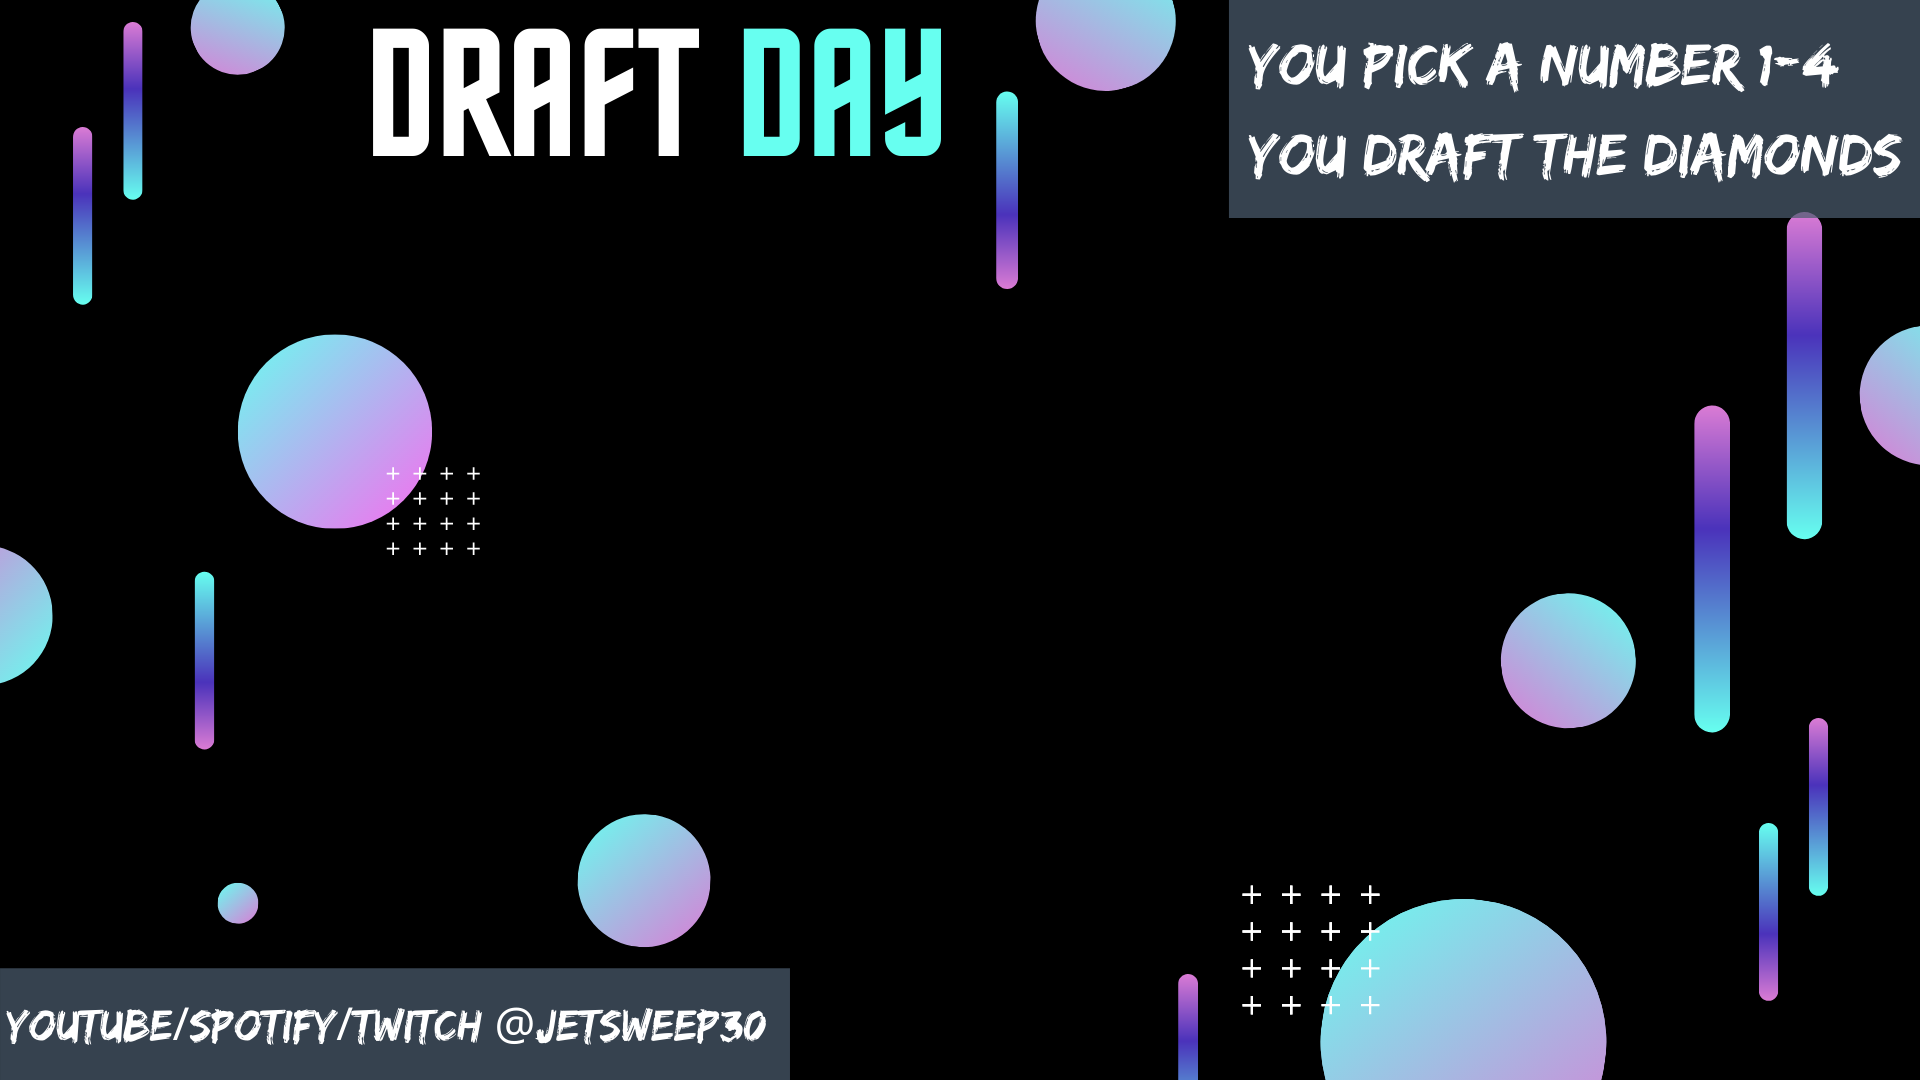 DRAFT DAY
YOU PICK A NUMBER 1-4
YOU DRAFT THE DIAMONDS
YOUTUBE/SPOTIFY/TWITCH @JETSWEEP30